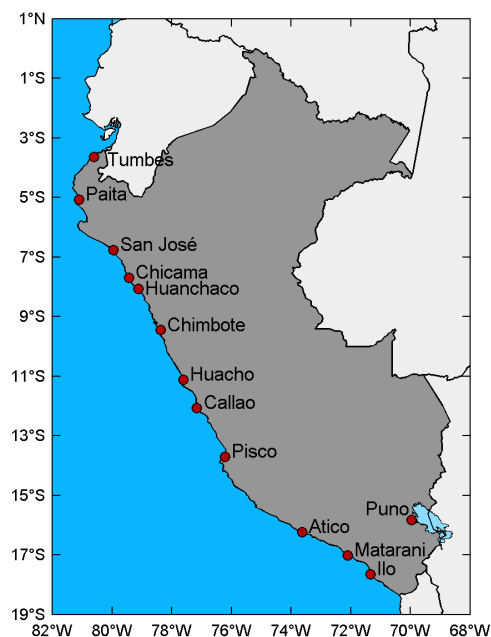 1°N
1°S
3°S
Tumbes
5°S
Paita
San José
7°S
Chicama
Huanchaco
9°S
Chimbote
11°S
Huacho
Callao
13°S
Pisco
15°S
Puno
Atico
17°S
Matarani
Ilo
19°S
82°W 80°W 78°W 76°W 74°W 72°W 70°W 68°W